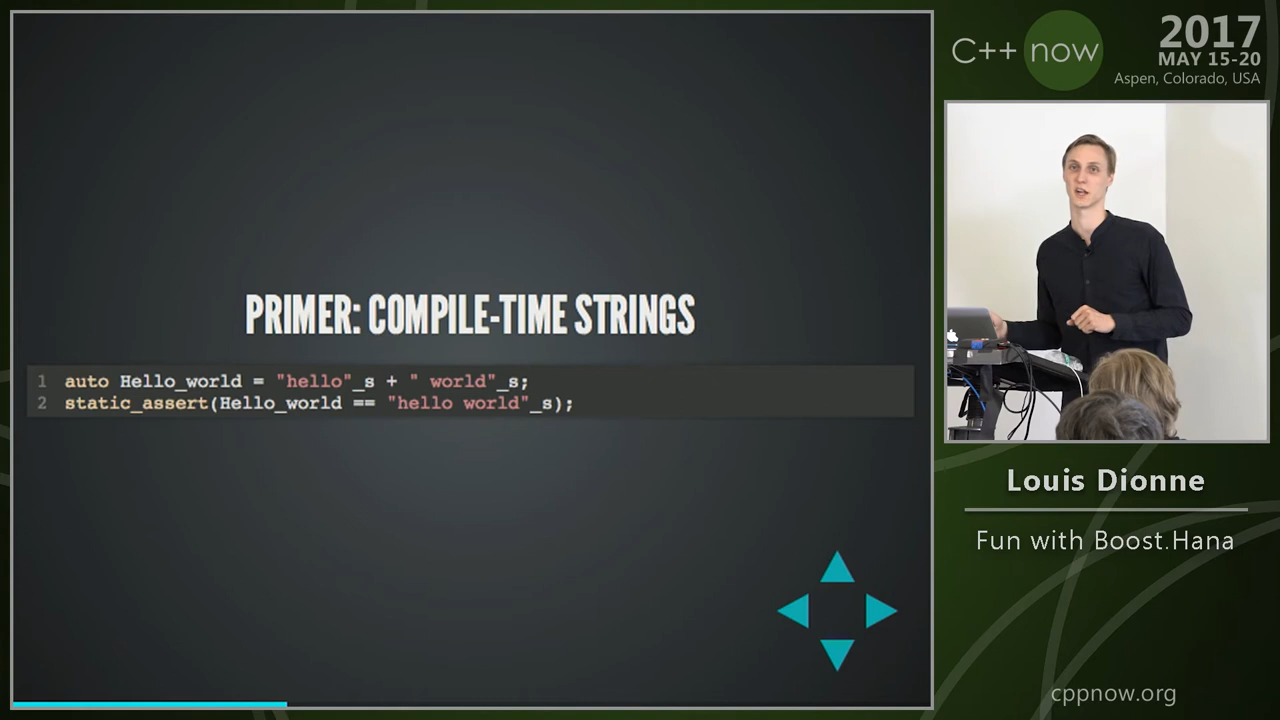 PRIMER: COMPILE-TIME STRINGS
1 auto Hello_world = "hello"_s + " world"_s;
2 static_assert(Hello_world == "hello world"_s);
C++ now
2017
MAY 15-20
Aspen, Colorado, USA
Louis Dionne
Fun with Boost.Hana
cppnow.org